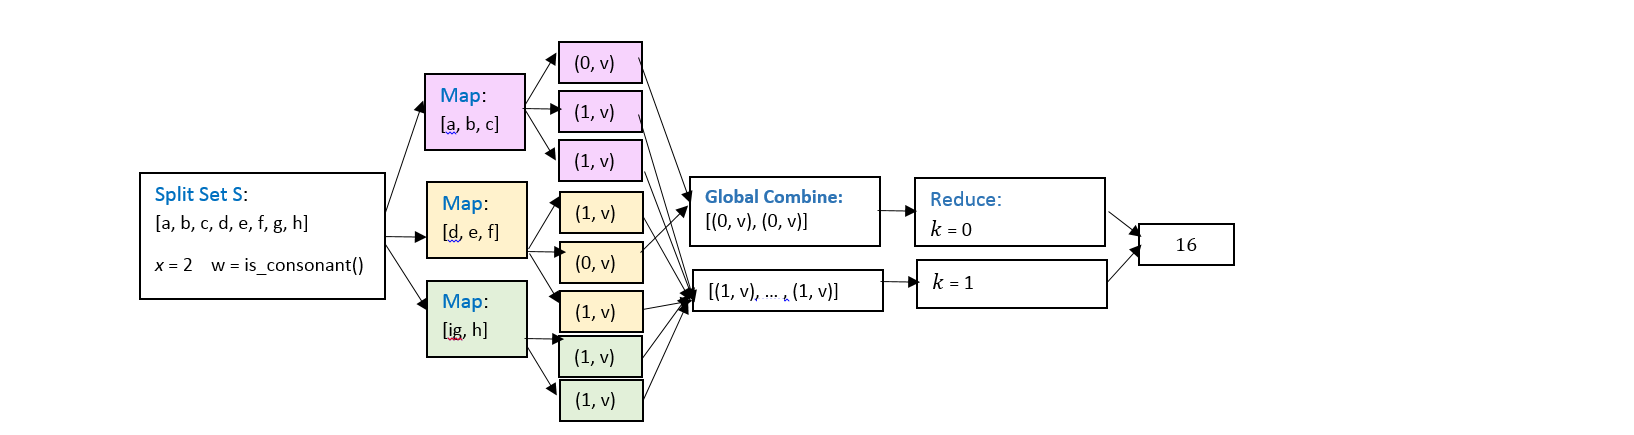 Split Set S:
[a, b, c, d, e, f, g, h]
x = 2 w = is_consonant()
Map:
[a, b, c]
Map:
[d, e, f]
Map:
[ig, h]
(0, v)
(1, v)
(1, v)
(1, v)
(0, v)
(1, v)
(1, v)
(1, v)
Global Combine:
[(0, v), (0, v)]
[(1, v), ... , (1, v)]
Reduce:
k = 0
k = 1
16